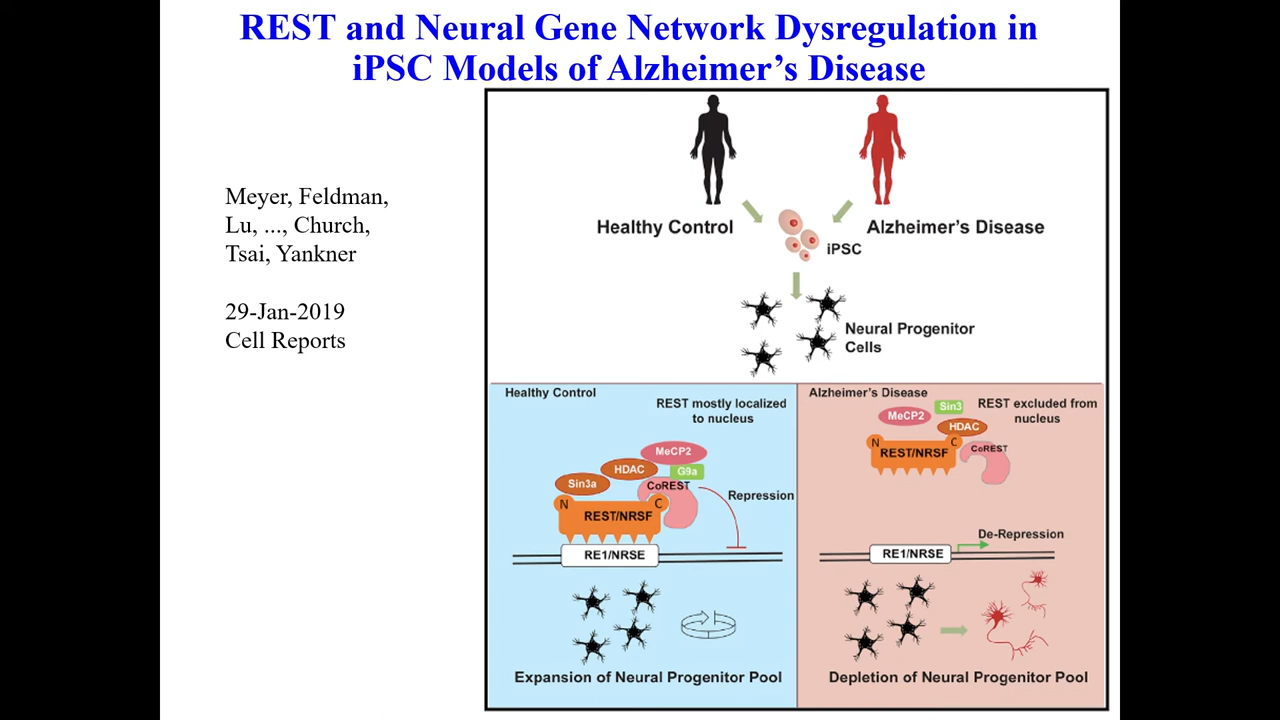 REST and Neural Gene Network Dysregulation in
iPSC Models of Alzheimer's Disease
Meyer, Feldman,
Lu, ..., Church,
Tsai, Yankner
29-Jan-2019
Cell Reports
Healthy Control
Alzheimer's Disease
iPSC
Neural Progenitor
Cells
Healthy Control
REST mostly localized
to nucleus
MeCP2
HDAC
G9a
Sin3a
CoREST
N
C
REST/NRSF
Repression
RE1/NRSE
Expansion of Neural Progenitor Pool
Alzheimer's Disease
REST excluded from
nucleus
Sin3
MeCP2
HDAC
N
C
CoREST
REST/NRSF
De-Repression
RE1/NRSE
Depletion of Neural Progenitor Pool